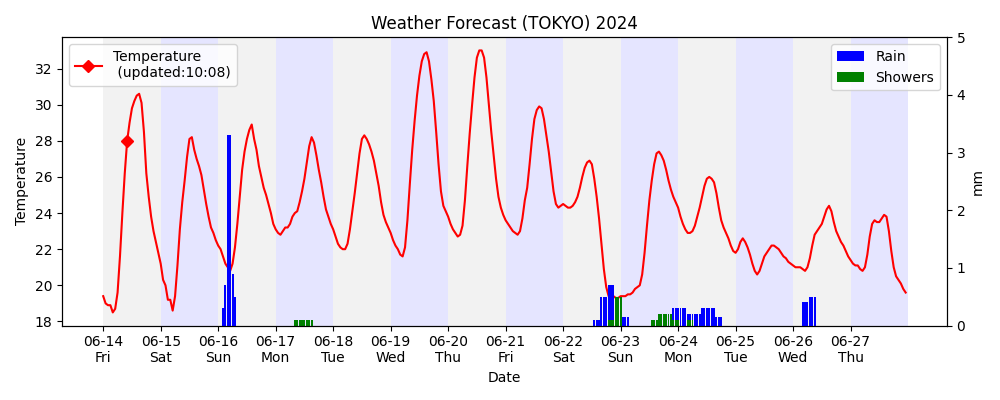 Weather Forecast (TOKYO) 2024
Temperature
(updated:10:08)
Rain
Showers
Temperature
32
30
28
26
24
22
20
18
5
4
3
2
1
0
mm
06-14 06-15 06-16 06-17 06-18 06-19 06-20 06-21 06-22 06-23 06-24 06-25 06-26 06-27
Fri Sat Sun Mon Tue Wed Thu Fri Sat Sun Mon Tue Wed Thu
Date